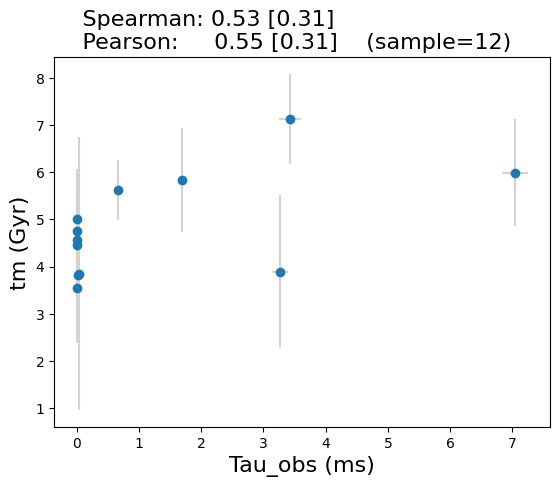 Spearman: 0.53 [0.31]
Pearson: 0.55 [0.31] (sample=12)
8
7
6
5
4
3
2
1
tm (Gyr)
0 1 2 3 4 5 6 7
Tau_obs (ms)